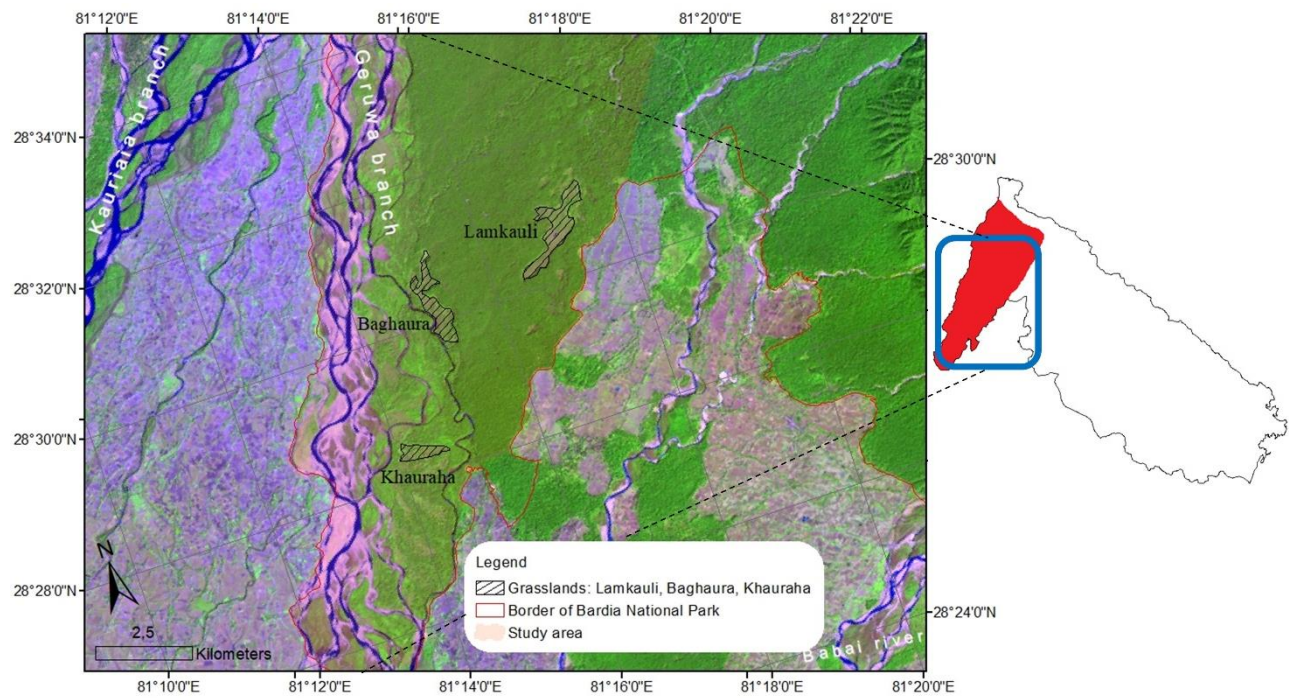 81°12'0"E 81°14'0"E 81°16'0"E 81°18'0"E 81°20'0"E 81°22'0"E
Kauriala branch
Geruwa branch
28°34'0"N
28°30'0"N
Lamkauli
28°32'0"N
Baghaura
28°30'0"N
Khauraha
Legend
Grasslands: Lamkauli, Baghaura, Khauraha
Border of Bardia National Park
Study area
N
28°28'0"N
28°24'0"N
2,5
Kilometers
Babai river
81°10'0"E 81°12'0"E 81°14'0"E 81°16'0"E 81°18'0"E 81°20'0"E